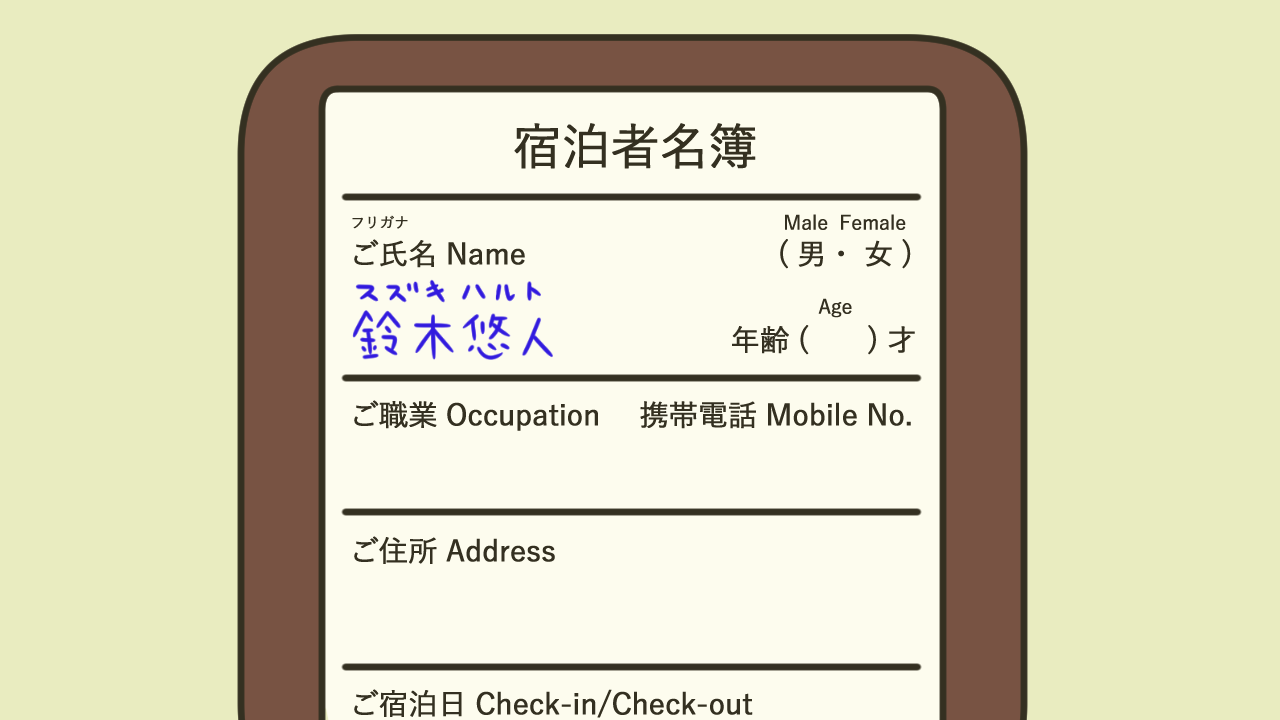 宿泊者名簿
フリガナ
ご氏名 Name
Male Female
( 男・ 女 )
スズキ ハルト
鈴木悠人
Age
年齢 ( ) 才
ご職業 Occupation 携帯電話 Mobile No.
ご住所 Address
ご宿泊日 Check-in/Check-out